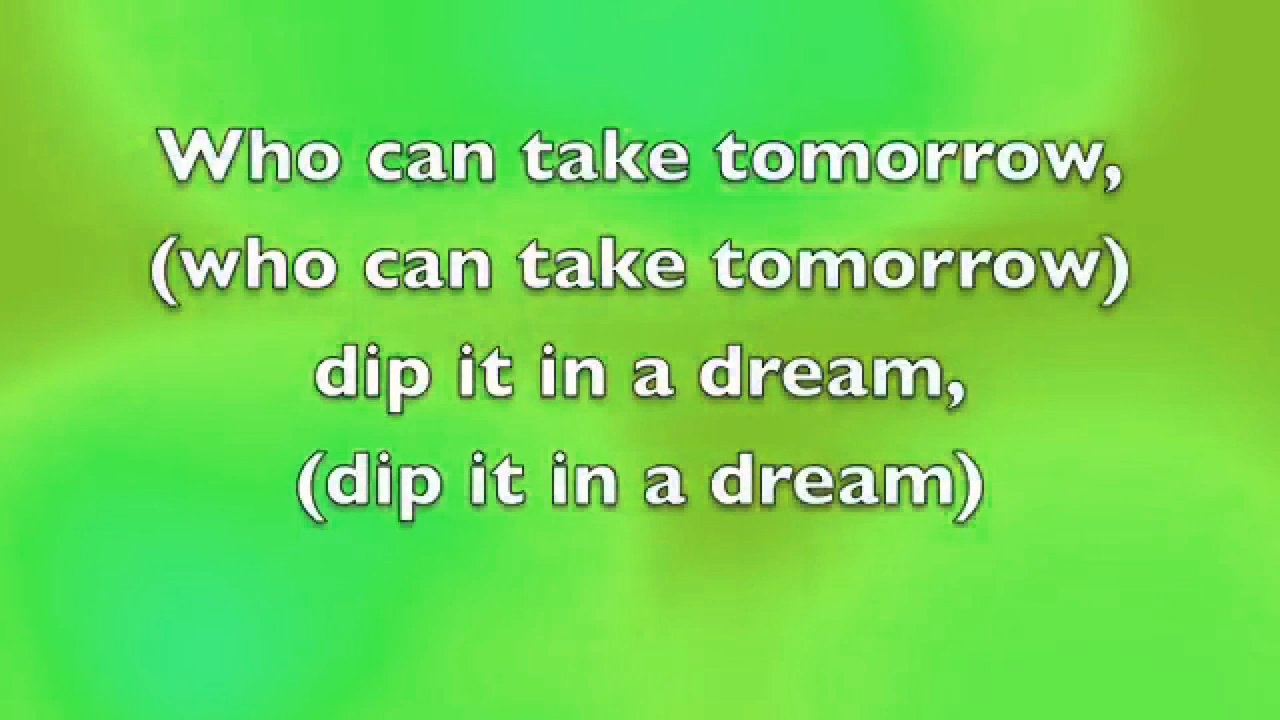 Who can take tomorrow,
(who can take tomorrow)
dip it in a dream,
(dip it in a dream)